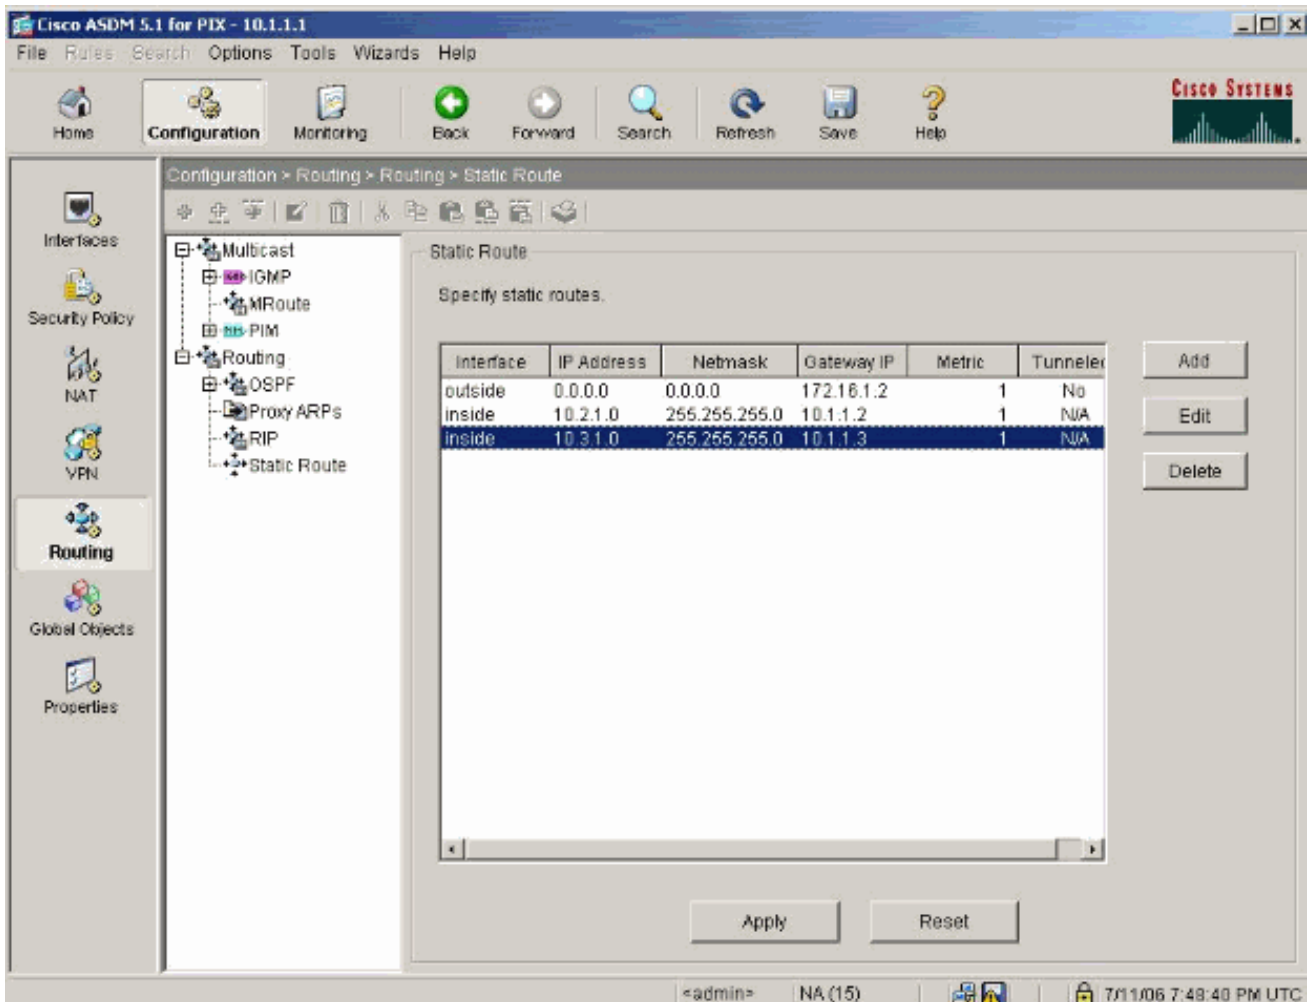 Cisco ASDM 5.1 for PIX - 10.1.1.1
File Rules Search Options Tools Wizards Help
Home Configuration Monitoring Back Forward Search Refresh Save Help
CISCO SYSTEMS
Configuration > Routing > Routing > Static Route
Interfaces
Security Policy
NAT
VPN
Routing
Global Objects
Properties
Multicast
IGMP
MRoute
PIM
Routing
OSPF
Proxy ARPs
RIP
Static Route
Static Route
Specify static routes.
Interface IP Address Netmask Gateway IP Metric Tunneled
outside 0.0.0.0 0.0.0.0 172.16.1.2 1 No
inside 10.2.1.0 255.255.255.0 10.1.1.2 1 N/A
inside 10.3.1.0 255.255.255.0 10.1.1.3 1 N/A
Add
Edit
Delete
Apply Reset
<admin> NA (15) 7/11/06 7:48:40 PM UTC